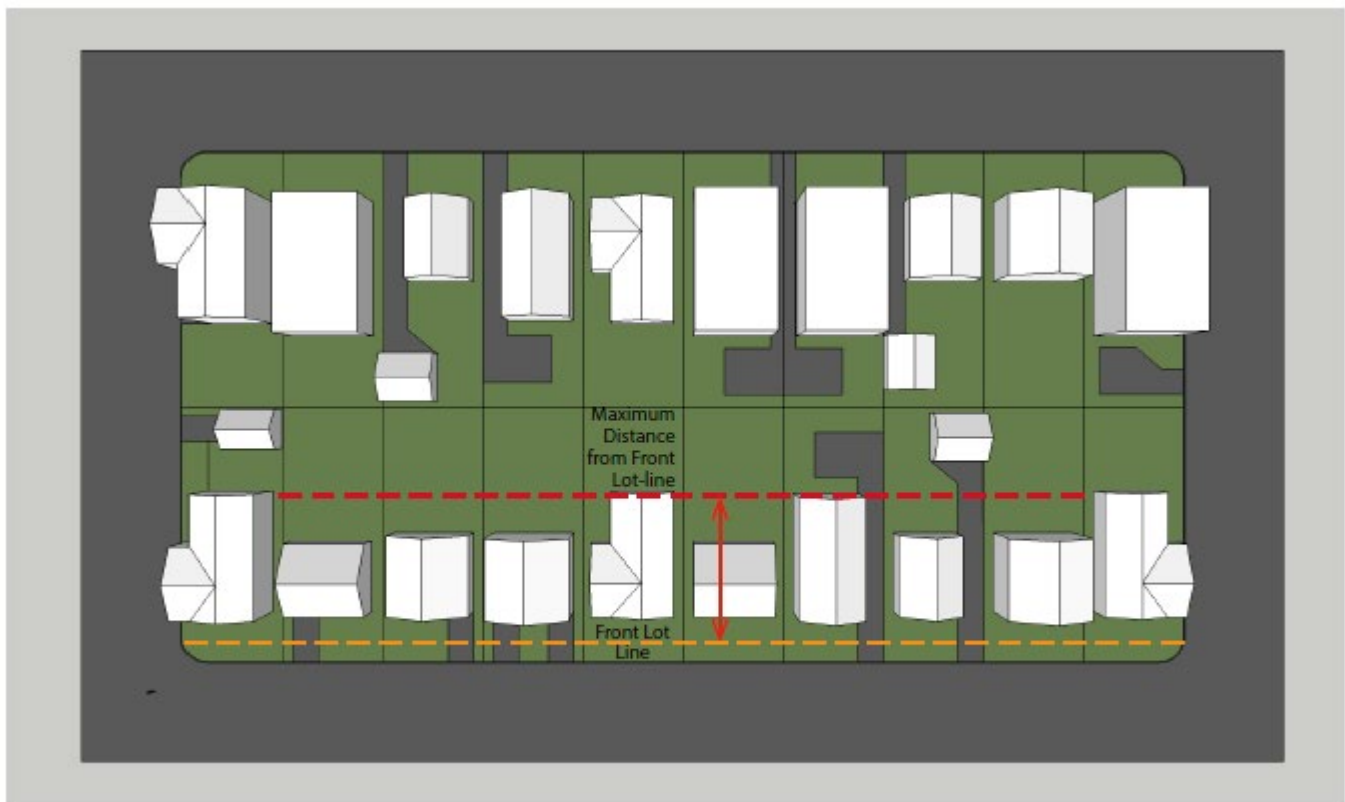 Maximum
Distance
from Front
Lot-line
Front Lot
Line